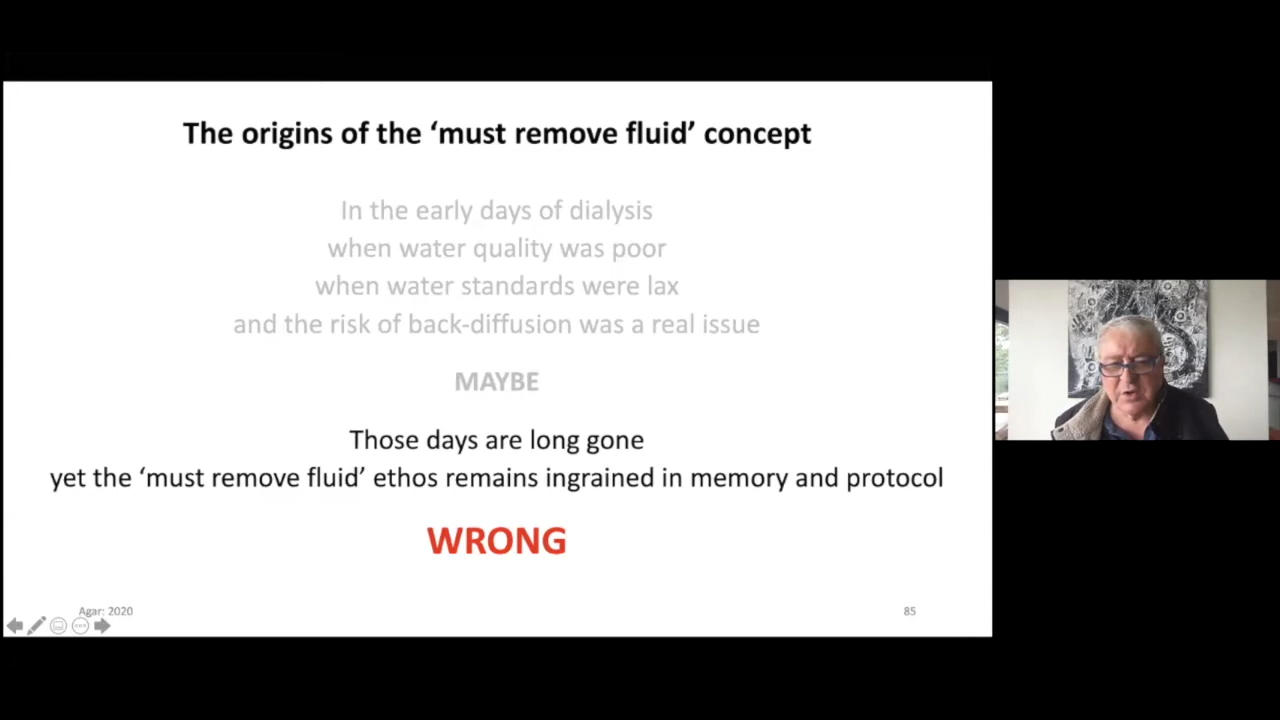 The origins of the ‘must remove fluid’ concept
In the early days of dialysis
when water quality was poor
when water standards were lax
and the risk of back-diffusion was a real issue
MAYBE
Those days are long gone
yet the ‘must remove fluid’ ethos remains ingrained in memory and protocol
WRONG
Agar: 2020
85